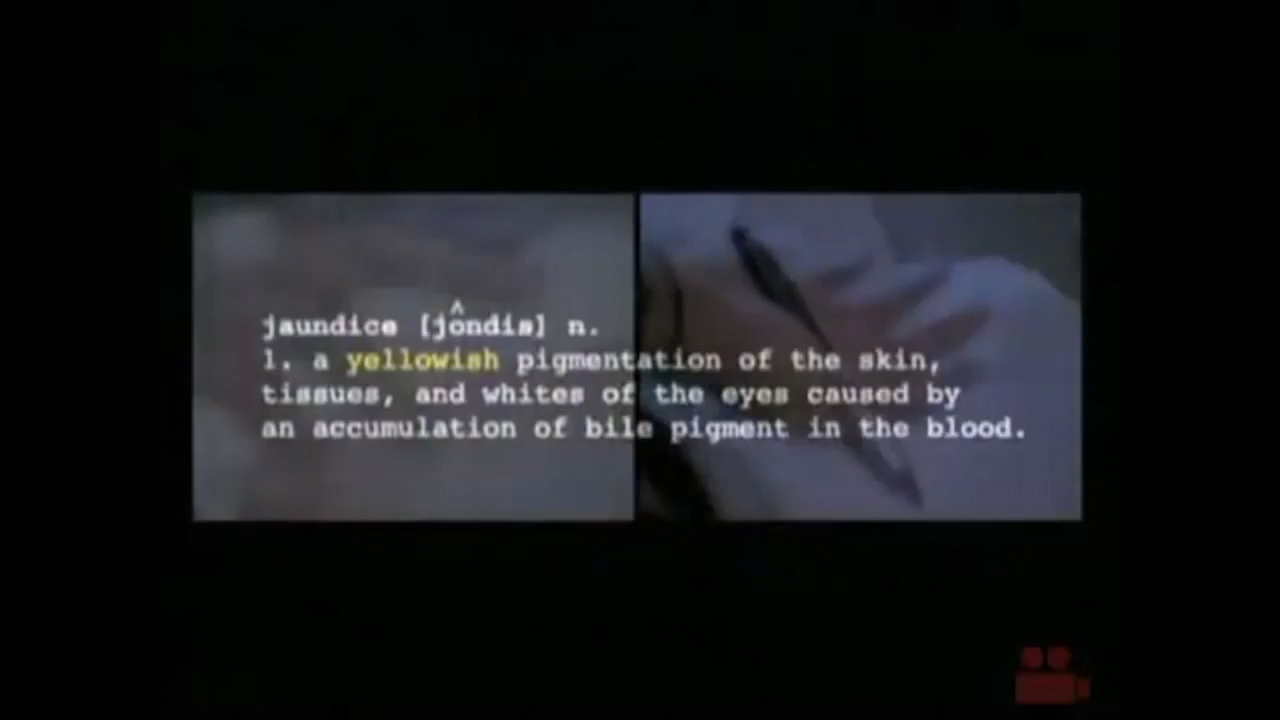 jaundice [jôndis] n.
1. a yellowish pigmentation of the skin,
tissues, and whites of the eyes caused by
an accumulation of bile pigment in the blood.